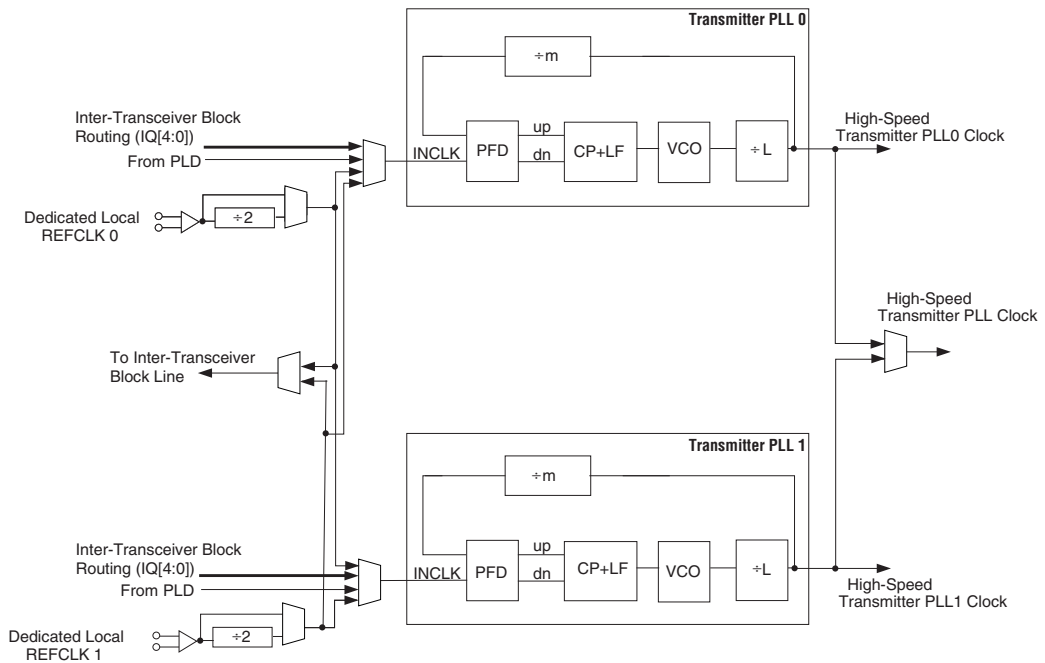 Transmitter PLL 0
÷m
Inter-Transceiver Block
Routing (IQ[4:0])
From PLD
INCLK
PFD
up
dn
CP+LF
VCO
÷L
High-Speed
Transmitter PLL0 Clock
Dedicated Local
REFCLK 0
÷2
High-Speed
Transmitter PLL Clock
To Inter-Transceiver
Block Line
Transmitter PLL 1
÷m
Inter-Transceiver Block
Routing (IQ[4:0])
From PLD
INCLK
PFD
up
dn
CP+LF
VCO
÷L
High-Speed
Transmitter PLL1 Clock
Dedicated Local
REFCLK 1
÷2